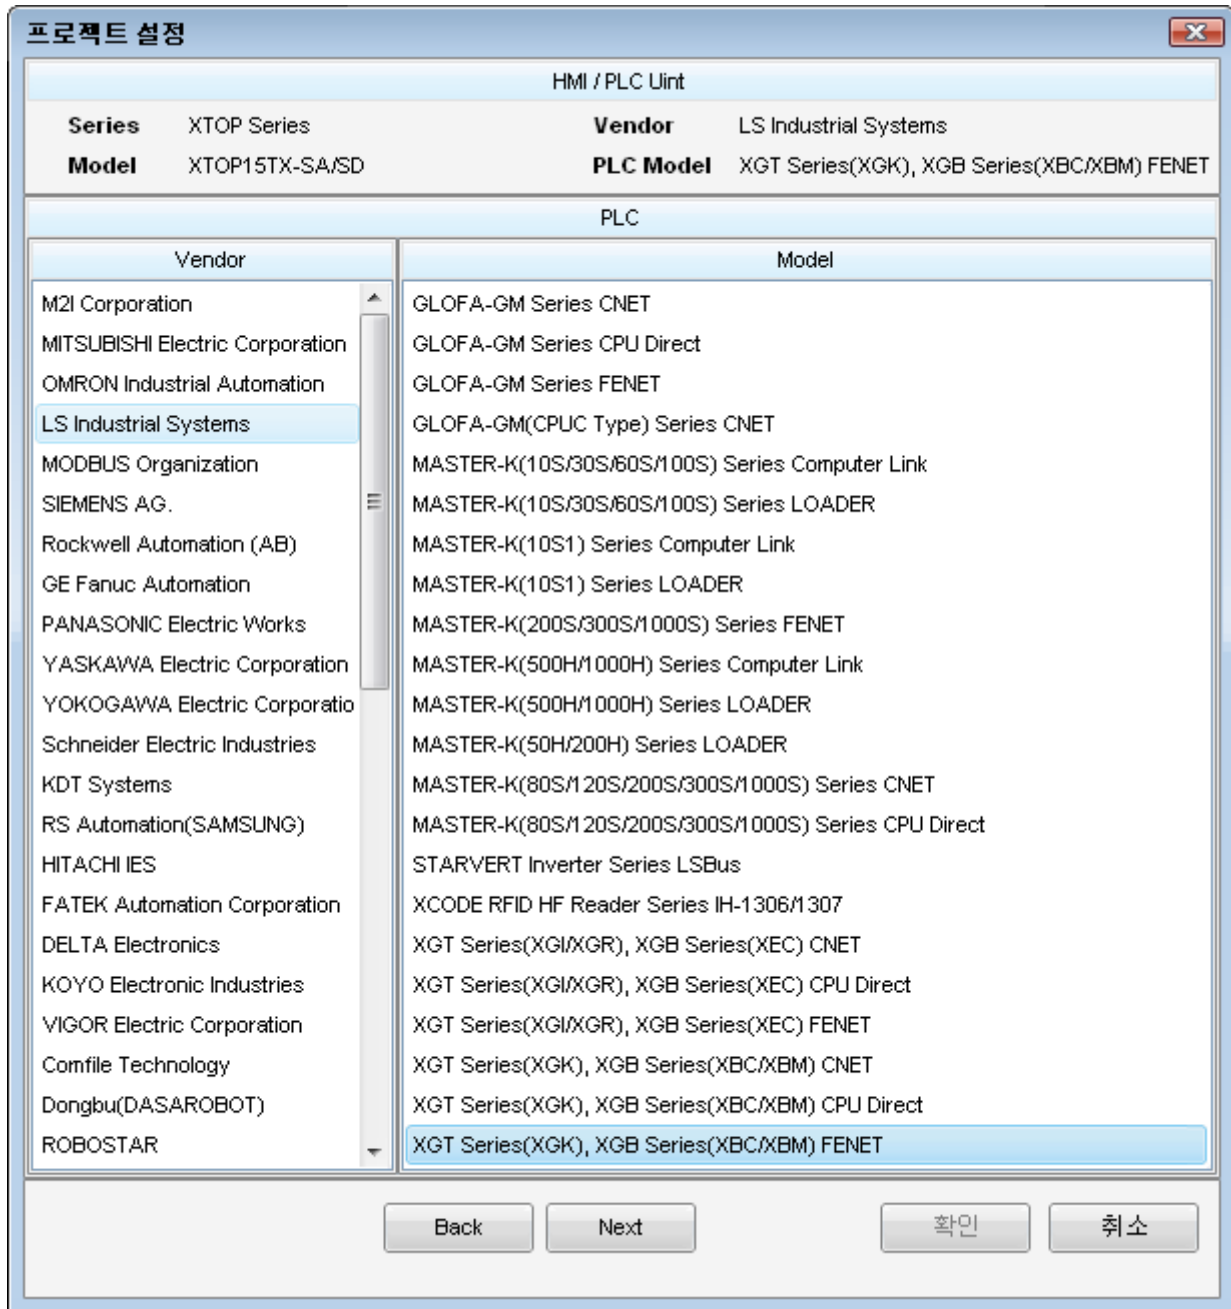 프로젝트 설정
HMI / PLC Uint
Series XTOP Series Vendor LS Industrial Systems
Model XTOP15TX-SA/SD PLC Model XGT Series(XGK), XGB Series(XBC/XBM) FENET
PLC
Vendor Model
M2I Corporation GLOFA-GM Series CNET
MITSUBISHI Electric Corporation GLOFA-GM Series CPU Direct
OMRON Industrial Automation GLOFA-GM Series FENET
LS Industrial Systems GLOFA-GM(CPUC Type) Series CNET
MODBUS Organization MASTER-K(10S/30S/60S/100S) Series Computer Link
SIEMENS AG. MASTER-K(10S/30S/60S/100S) Series LOADER
Rockwell Automation (AB) MASTER-K(10S1) Series Computer Link
GE Fanuc Automation MASTER-K(10S1) Series LOADER
PANASONIC Electric Works MASTER-K(200S/300S/1000S) Series FENET
YASKAWA Electric Corporation MASTER-K(500H/1000H) Series Computer Link
YOKOGAWA Electric Corporatio MASTER-K(500H/1000H) Series LOADER
Schneider Electric Industries MASTER-K(50H/200H) Series LOADER
KDT Systems MASTER-K(80S/120S/200S/300S/1000S) Series CNET
RS Automation(SAMSUNG) MASTER-K(80S/120S/200S/300S/1000S) Series CPU Direct
HITACHI IES STARVERT Inverter Series LSBus
FATEK Automation Corporation XCODE RFID HF Reader Series IH-1306/1307
DELTA Electronics XGT Series(XGI/XGR), XGB Series(XEC) CNET
KOYO Electronic Industries XGT Series(XGI/XGR), XGB Series(XEC) CPU Direct
VIGOR Electric Corporation XGT Series(XGI/XGR), XGB Series(XEC) FENET
Comfile Technology XGT Series(XGK), XGB Series(XBC/XBM) CNET
Dongbu(DASAROBOT) XGT Series(XGK), XGB Series(XBC/XBM) CPU Direct
ROBOSTAR XGT Series(XGK), XGB Series(XBC/XBM) FENET
Back Next 확인 취소